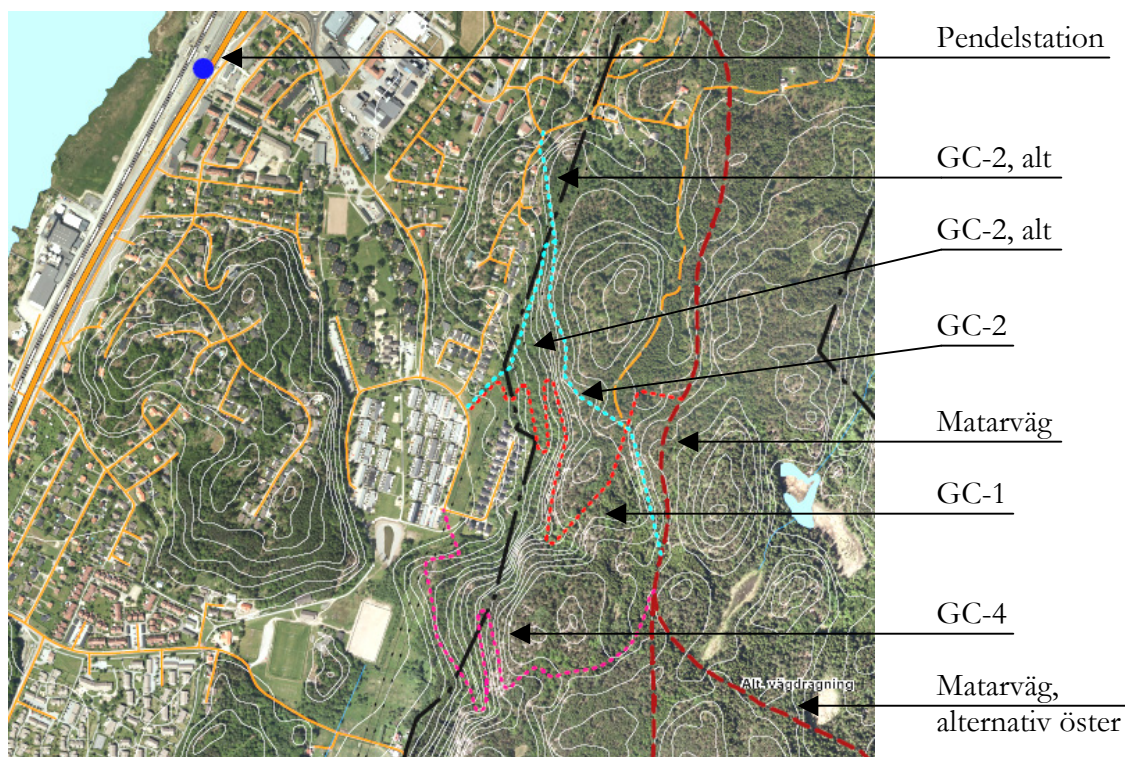 Pendelstation
GC-2, alt
GC-2, alt
GC-2
Matarväg
GC-1
GC-4
Alt. vägdragning
Matarväg,
alternativ öster